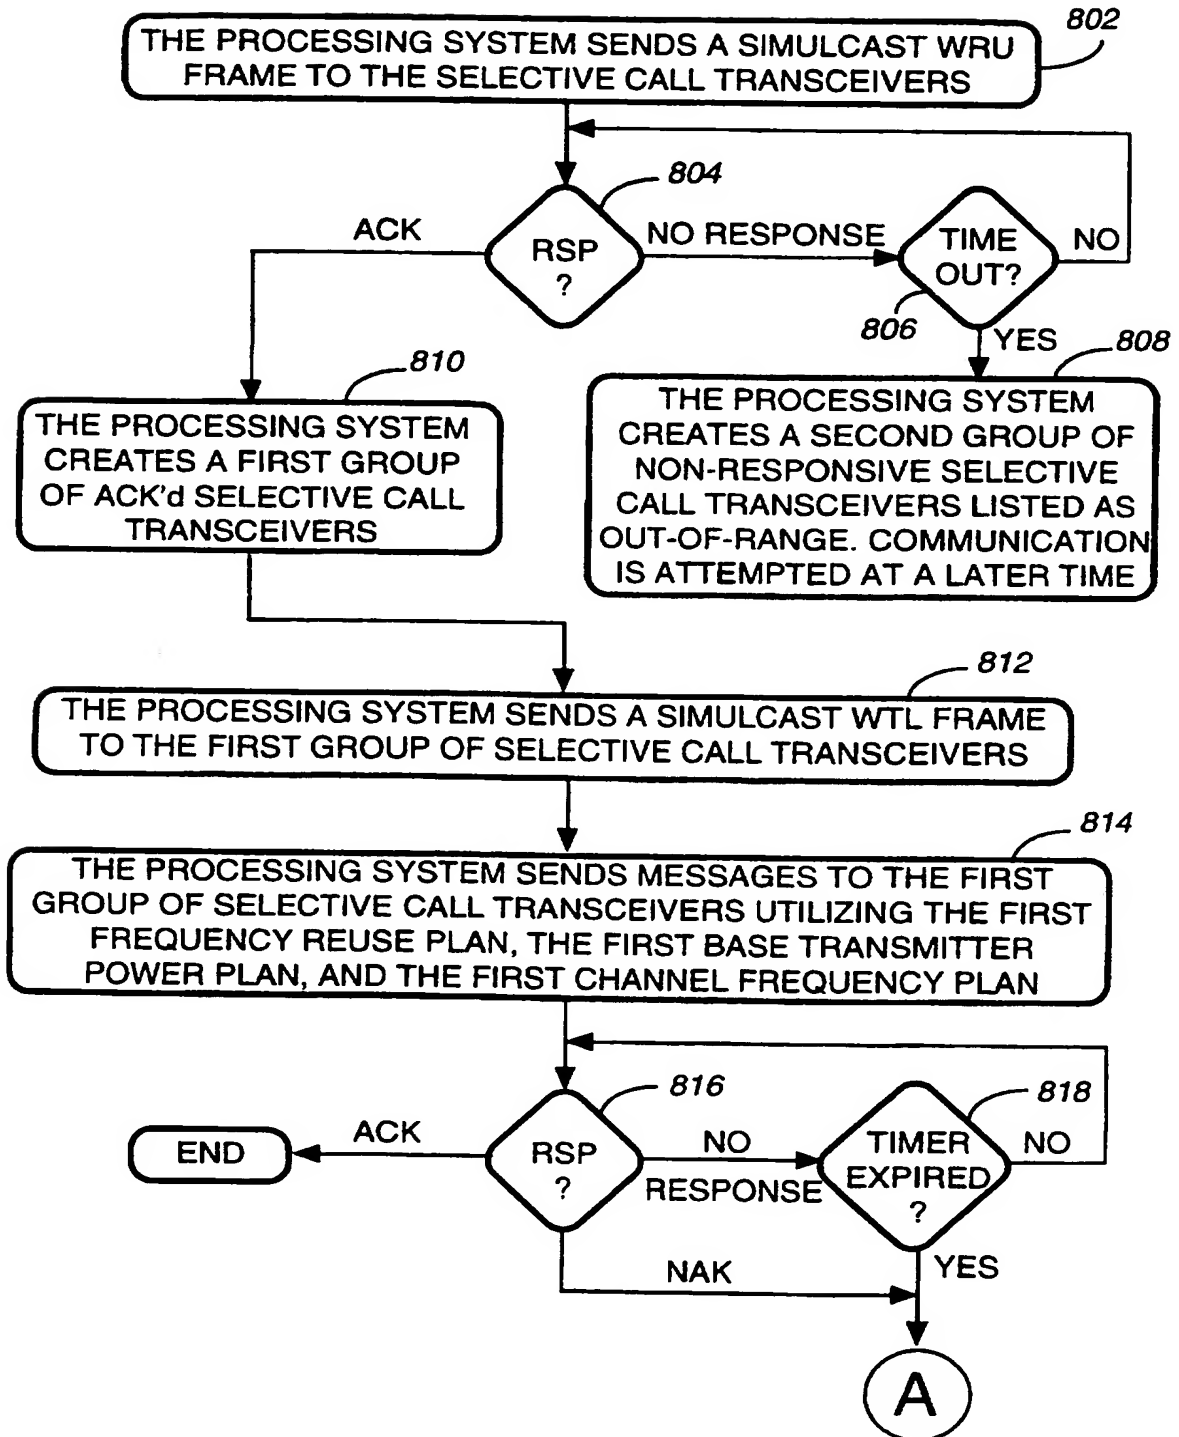 802
THE PROCESSING SYSTEM SENDS A SIMULCAST WRU
FRAME TO THE SELECTIVE CALL TRANSCEIVERS
804
ACK
RSP
?
NO RESPONSE
TIME
OUT?
NO
806
YES
808
810
THE PROCESSING SYSTEM
CREATES A FIRST GROUP
OF ACK'd SELECTIVE CALL
TRANSCEIVERS
THE PROCESSING SYSTEM
CREATES A SECOND GROUP OF
NON-RESPONSIVE SELECTIVE
CALL TRANSCEIVERS LISTED AS
OUT-OF-RANGE. COMMUNICATION
IS ATTEMPTED AT A LATER TIME
812
THE PROCESSING SYSTEM SENDS A SIMULCAST WTL FRAME
TO THE FIRST GROUP OF SELECTIVE CALL TRANSCEIVERS
814
THE PROCESSING SYSTEM SENDS MESSAGES TO THE FIRST
GROUP OF SELECTIVE CALL TRANSCEIVERS UTILIZING THE FIRST
FREQUENCY REUSE PLAN, THE FIRST BASE TRANSMITTER
POWER PLAN, AND THE FIRST CHANNEL FREQUENCY PLAN
816
818
END
ACK
RSP
?
NO
RESPONSE
TIMER
EXPIRED
?
NO
NAK
YES
A